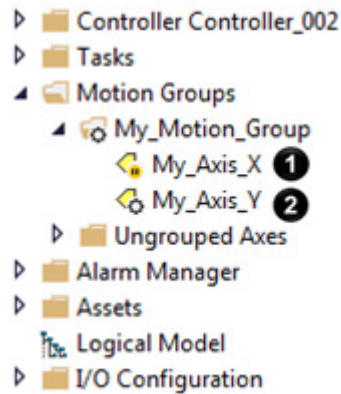 Controller Controller_002
Tasks
Motion Groups
My_Motion_Group
My_Axis_X 1
My_Axis_Y 2
Ungrouped Axes
Alarm Manager
Assets
Logical Model
I/O Configuration